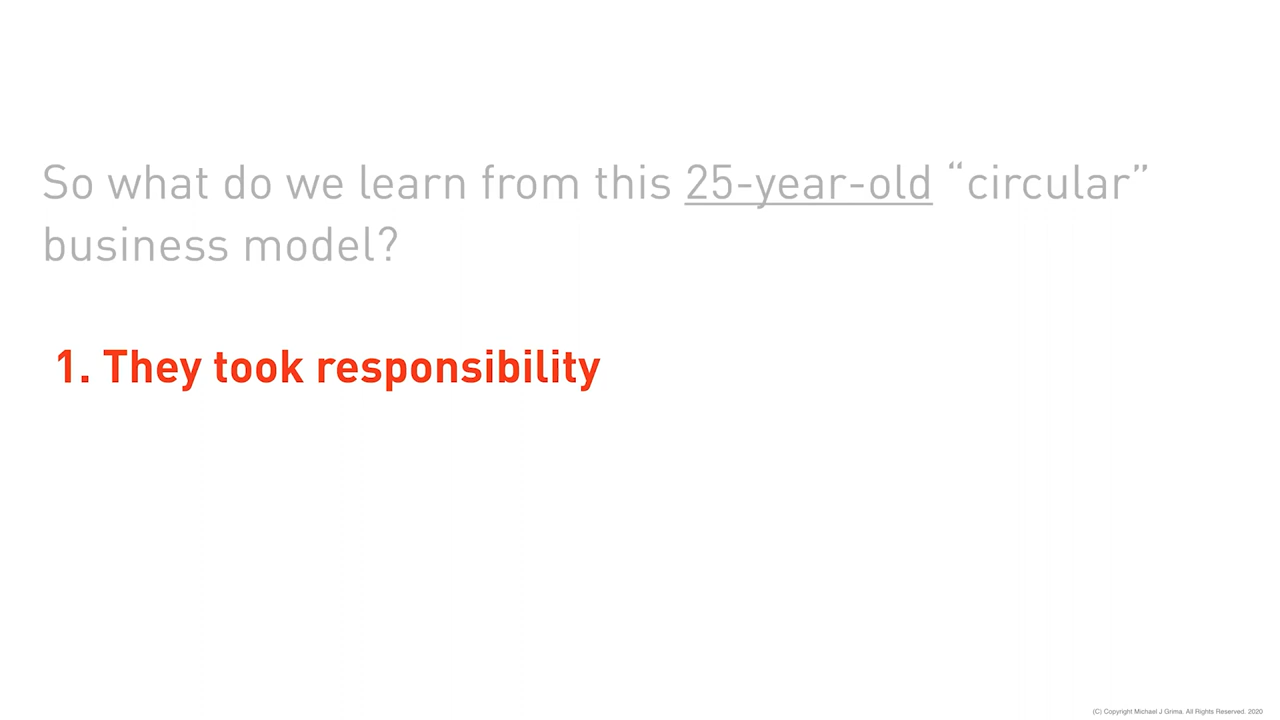 So what do we learn from this 25-year-old “circular”
business model?
1. They took responsibility
(C) Copyright Michael J Grima. All Rights Reserved. 2020